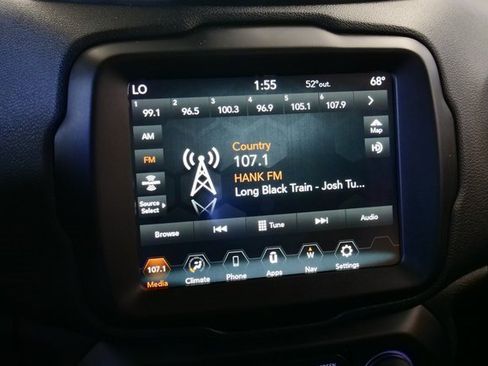 LO 1:55 52°out. 68°
1 99.1 2 96.5 3 100.3 4 96.9 5 105.1 6 107.9
AM
FM
Source Select
Map
Country
107.1
HANK FM
Long Black Train - Josh Tu...
Browse Tune Audio
107.1 W
Media Climate Phone Apps Nav Settings